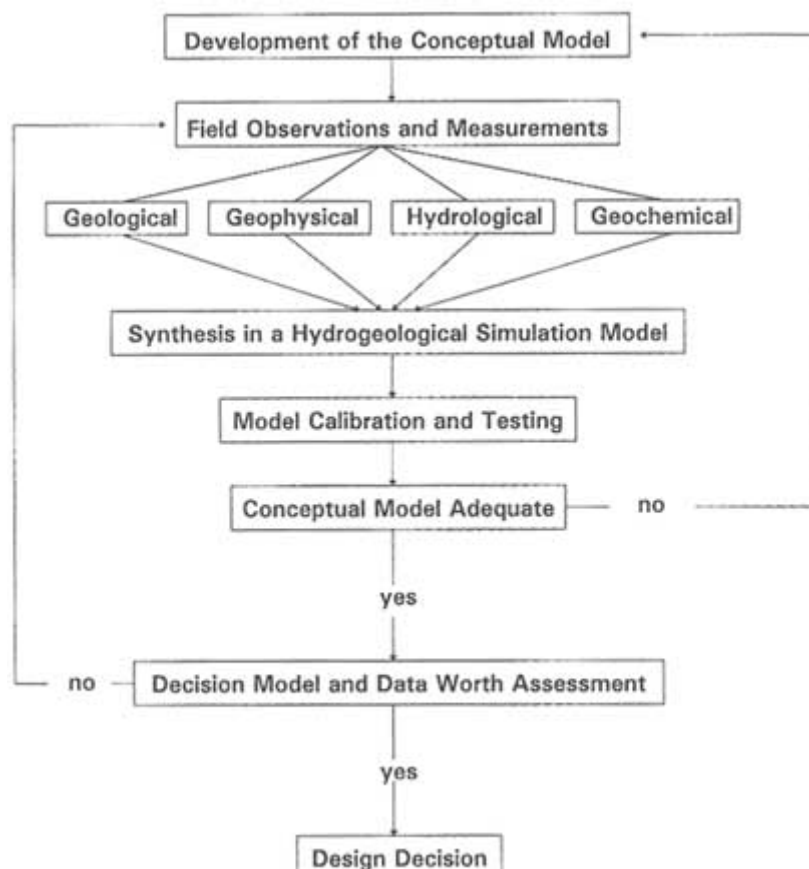 Development of the Conceptual Model
Field Observations and Measurements
Geological
Geophysical
Hydrological
Geochemical
Synthesis in a Hydrogeological Simulation Model
Model Calibration and Testing
Conceptual Model Adequate
no
yes
no
Decision Model and Data Worth Assessment
yes
Design Decision